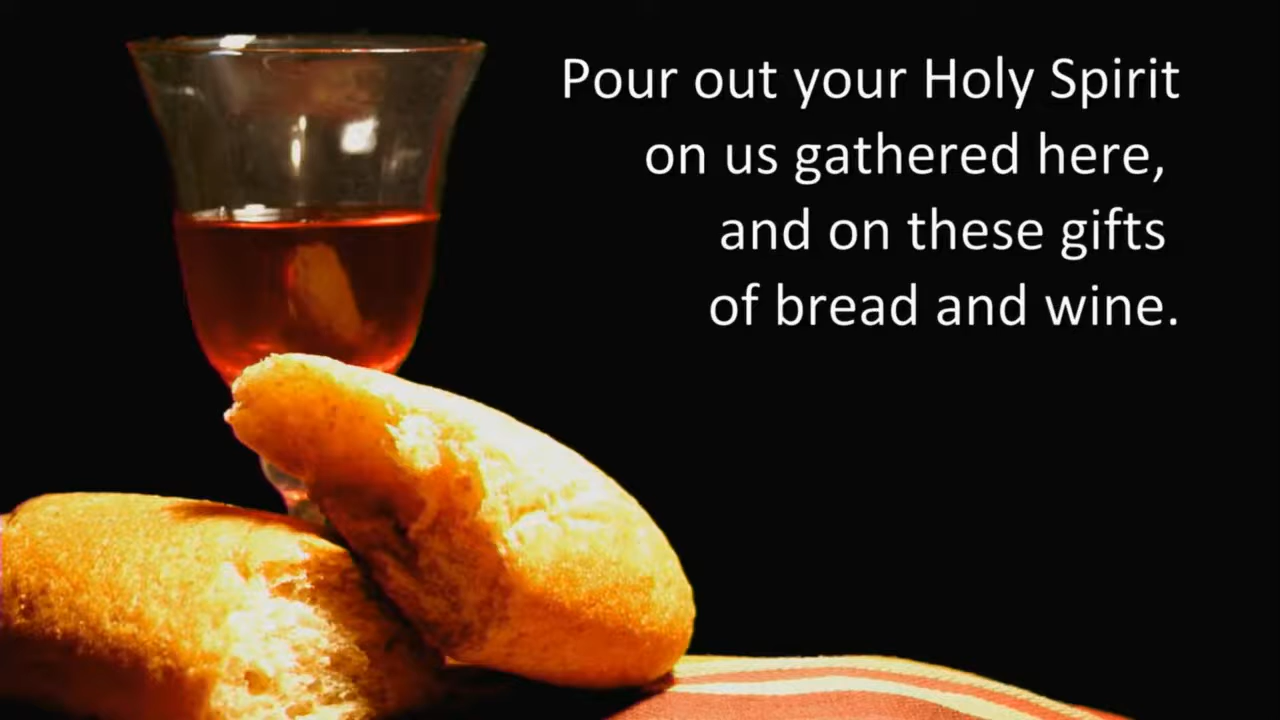 Pour out your Holy Spirit
on us gathered here,
and on these gifts
of bread and wine.